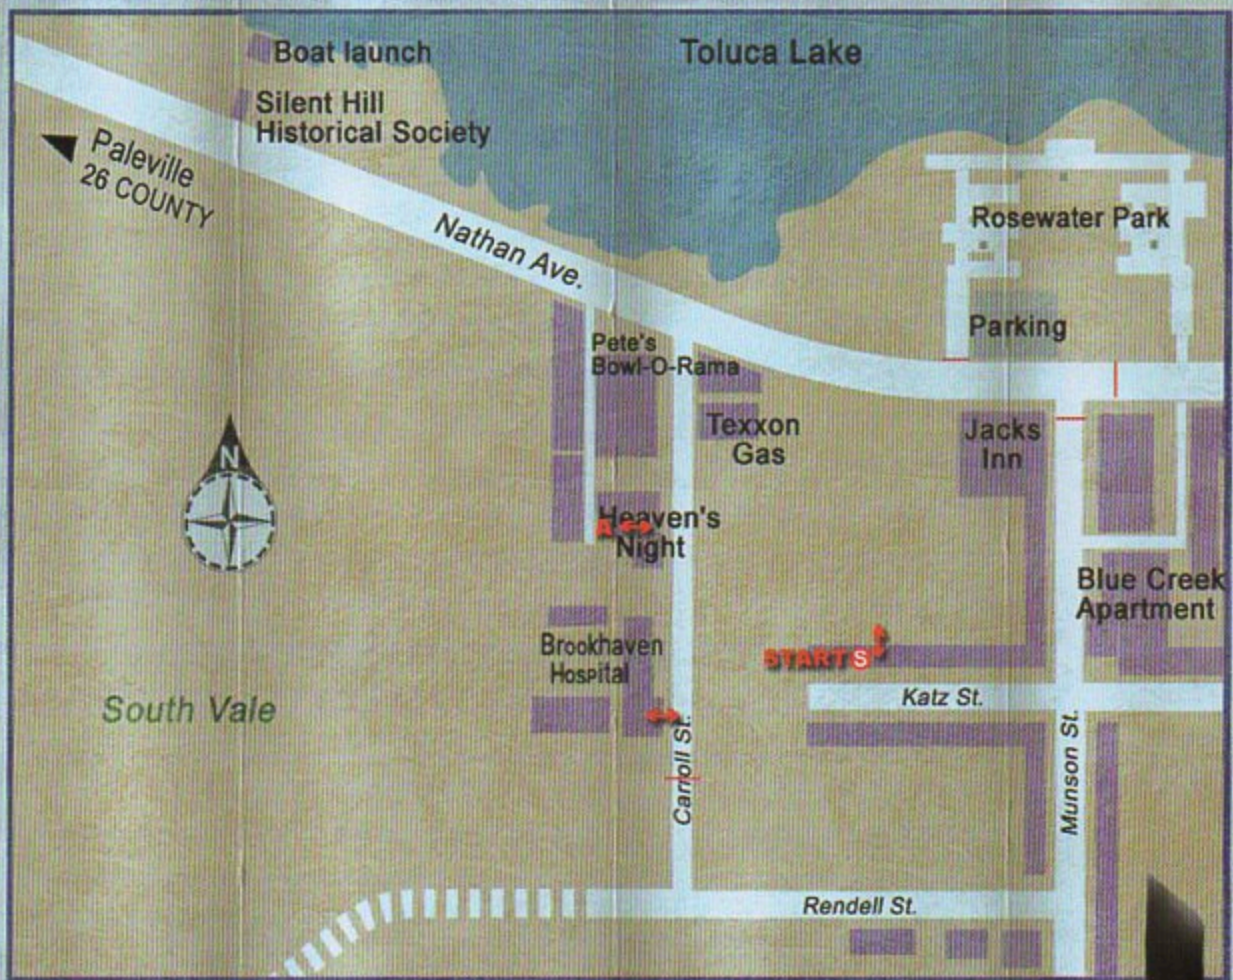 Boat launch
Toluca Lake
Silent Hill
Historical Society
Paleville
26 COUNTY
Nathan Ave.
Rosewater Park
Parking
Pete's
Bowl-O-Rama
Texxon
Gas
Jacks
Inn
N
A
Heaven's
Night
Blue Creek
Apartment
Brookhaven
Hospital
START S
South Vale
Katz St.
Carroll St.
Munson St.
Rendell St.